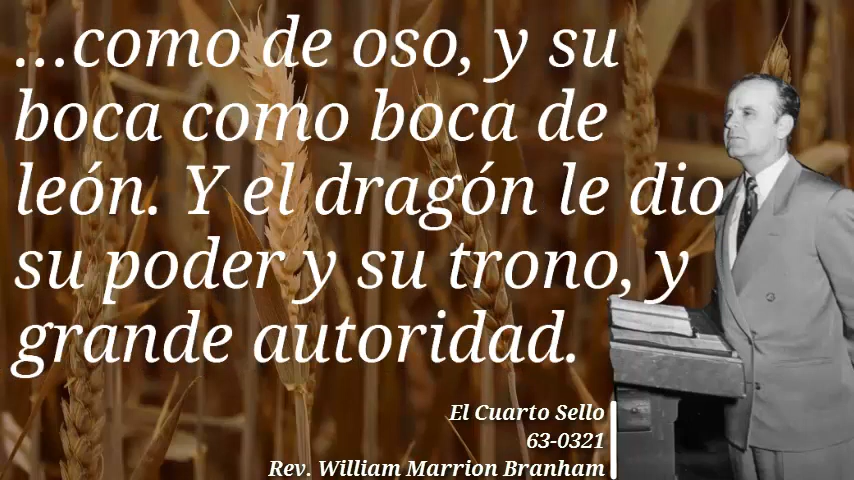 ...como de oso, y su
boca como boca de
león. Y el dragón le dio
su poder y su trono, y
grande autoridad.
El Cuarto Sello
63-0321
Rev. William Marrion Branham